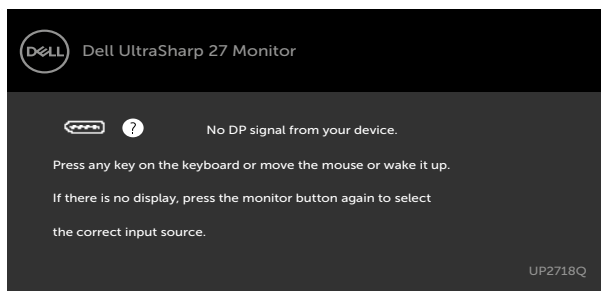 DELL Dell UltraSharp 27 Monitor
? No DP signal from your device.
Press any key on the keyboard or move the mouse or wake it up.
If there is no display, press the monitor button again to select
the correct input source.
UP2718Q